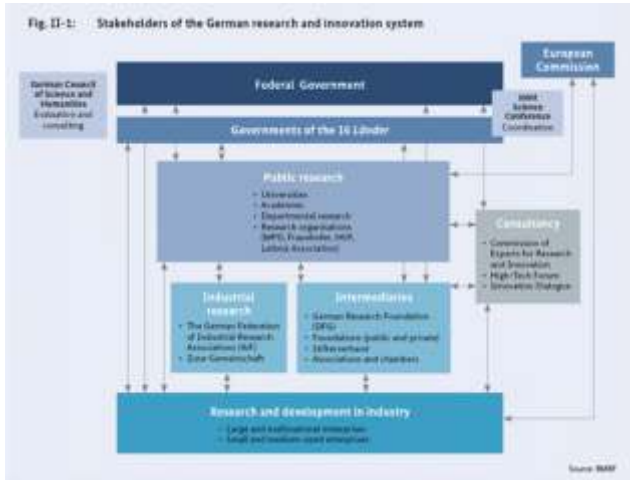 Fig. II-1: Stakeholders of the German research and innovation system
European
Commission
German Council
of Science and
Humanities
Evaluation and
consulting
Federal Government
Joint
Science
Conference
Coordination
Governments of the 16 Länder
Public research
• Universities
• Academies
• Departmental research
• Research organisations
(MPG, Fraunhofer, HGF,
Leibniz Association)
Consultancy
• Commission of
Experts for Research
and Innovation
• High-Tech Forum
• Innovation Dialogue
Industrial
research
• The German Federation
of Industrial Research
Associations (AiF)
• Zuse-Gemeinschaft
Intermediaries
• German Research Foundation
(DFG)
• Foundations (public and private)
• Stifterverband
• Associations and chambers
Research and development in industry
• Large and multinational enterprises
• Small and medium-sized enterprises
Source: BMBF